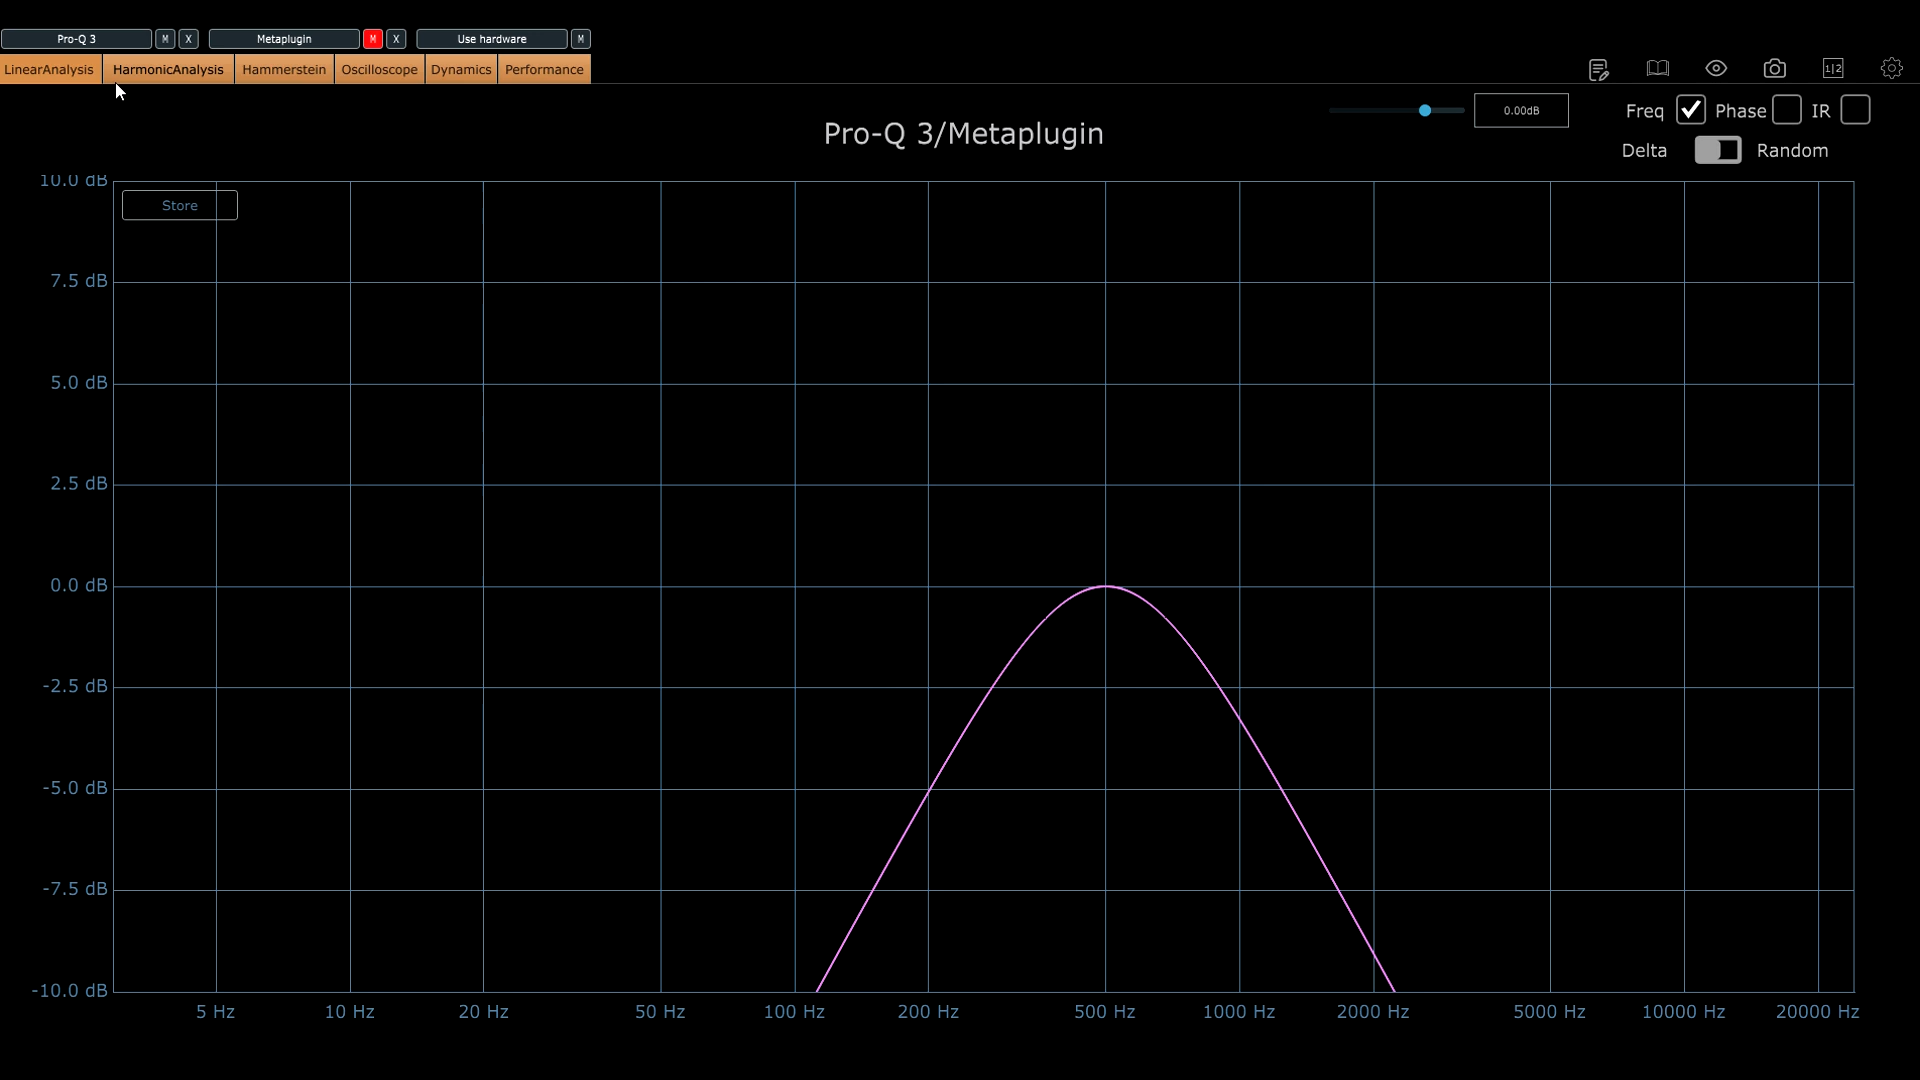 Pro-Q 3 M X Metaplugin M X Use hardware M
LinearAnalysis HarmonicAnalysis Hammerstein Oscilloscope Dynamics Performance
1|2
0.00dB
Freq Phase IR
Pro-Q 3/Metaplugin
Delta Random
10.0 dB
Store
7.5 dB
5.0 dB
2.5 dB
0.0 dB
-2.5 dB
-5.0 dB
-7.5 dB
-10.0 dB
5 Hz 10 Hz 20 Hz 50 Hz 100 Hz 200 Hz 500 Hz 1000 Hz 2000 Hz 5000 Hz 10000 Hz 20000 Hz